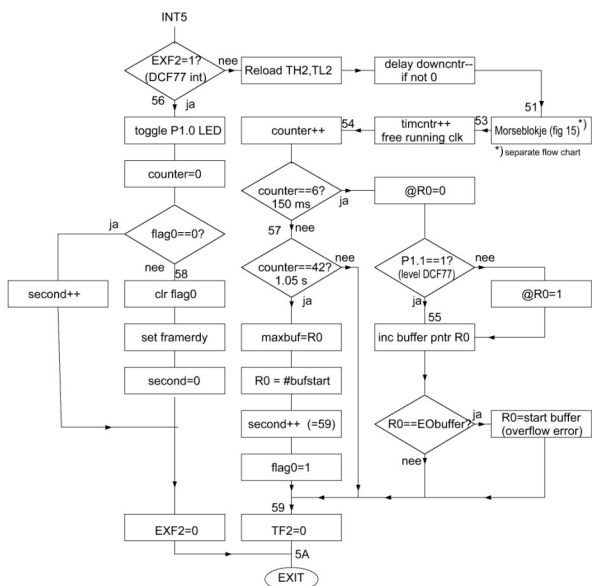 INT5
EXF2=1?
(DCF77 int)
nee
Reload TH2,TL2
delay downcntr--
if not 0
56
ja
51
toggle P1.0 LED
counter++
54
timcntr++
free running clk
53
Morseblokje (fig 15)*)
*) separate flow chart
counter=0
counter==6?
150 ms
ja
@R0=0
57
nee
ja
flag0==0?
nee
58
counter==42?
1.05 s
nee
ja
P1.1==1?
(level DCF77)
nee
ja
55
second++
clr flag0
@R0=1
set framerdy
maxbuf=R0
inc buffer pntr R0
second=0
R0 = #bufstart
second++ (=59)
R0==EObuffer?
ja
nee
R0=start buffer
(overflow error)
flag0=1
59
EXF2=0
TF2=0
5A
EXIT